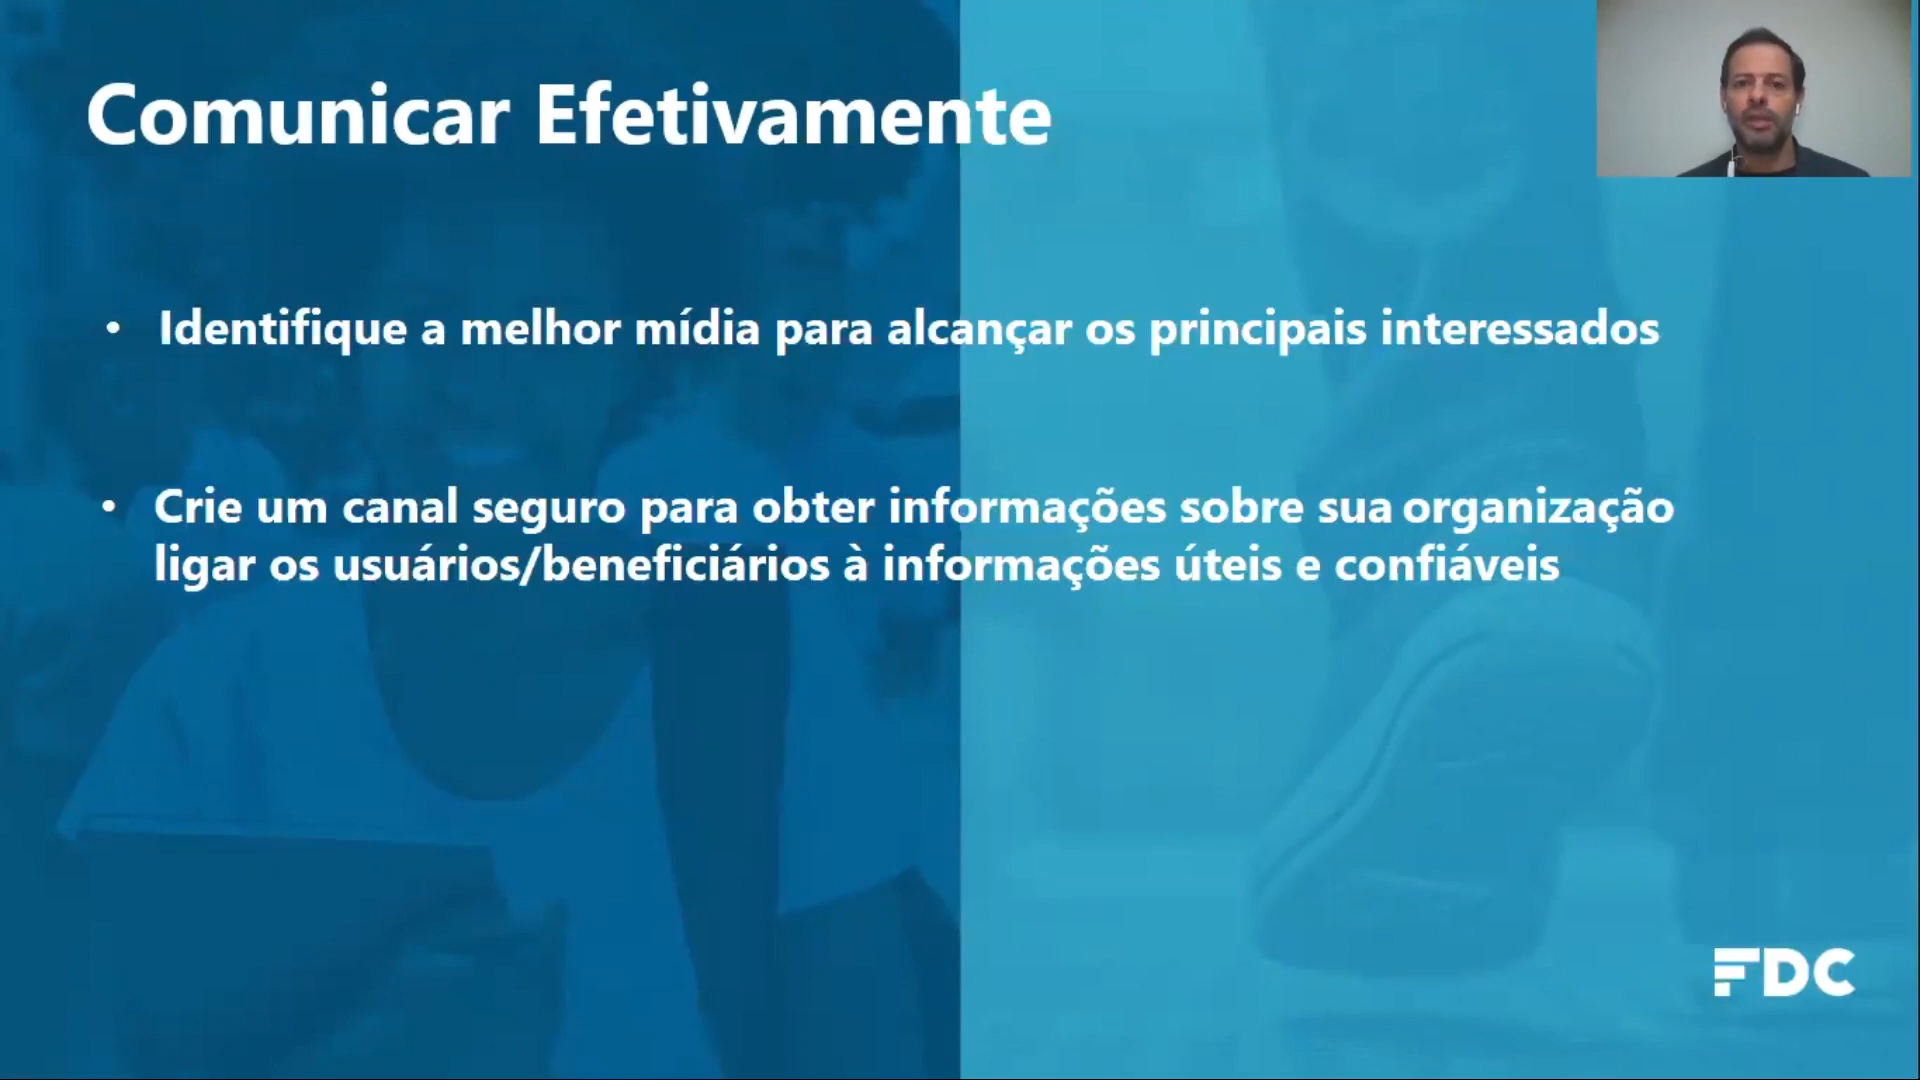 Comunicar Efetivamente
• Identifique a melhor mídia para alcançar os principais interessados
• Crie um canal seguro para obter informações sobre sua organização
ligar os usuários/beneficiários à informações úteis e confiáveis
FDC